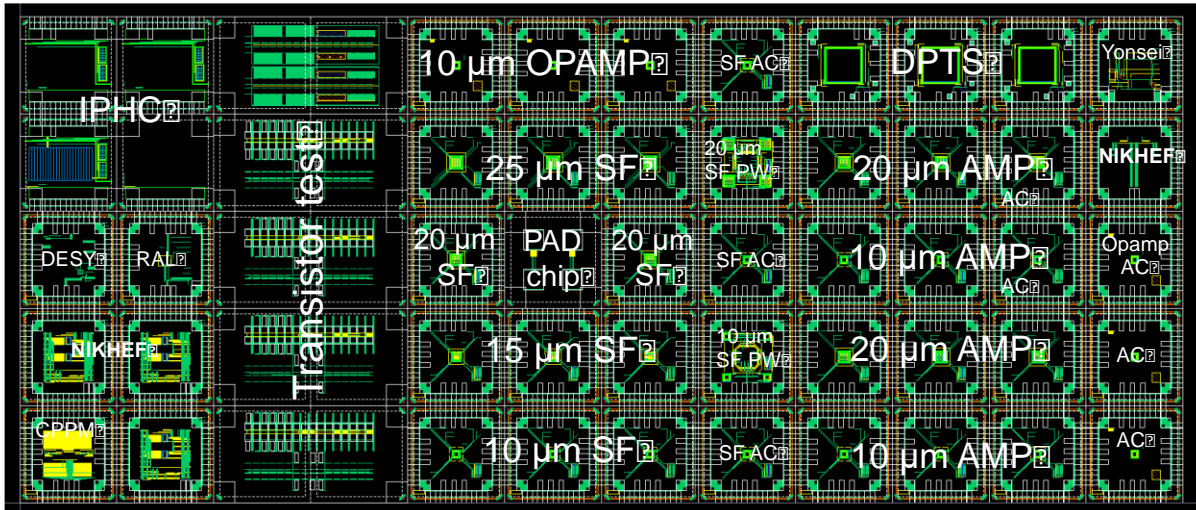 10 µm OPAMP
SF AC
DPTS
Yonsei
IPHC
Transistor test
25 µm SF
20 µm
SF PW
20 µm AMP
AC
NIKHEF
DESY
RAL
20 µm
SF
PAD
chip
20 µm
SF
SF AC
10 µm AMP
AC
Opamp
AC
NIKHEF
15 µm SF
10 µm
SF PW
20 µm AMP
AC
CPPM
10 µm SF
SF AC
10 µm AMP
AC